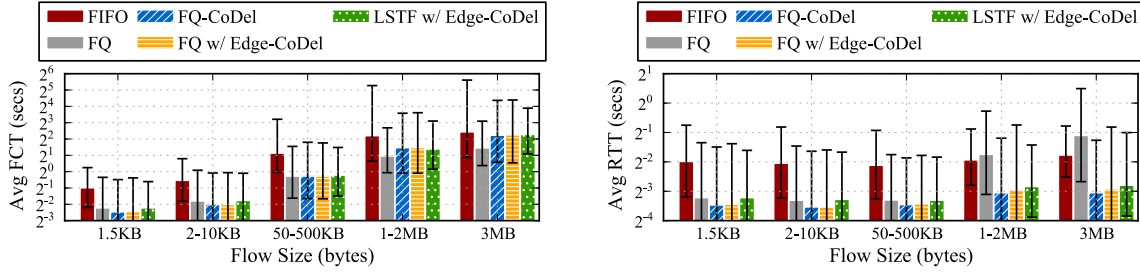 FIFO
FQ-CoDel
LSTF w/ Edge-CoDel
FQ
FQ w/ Edge-CoDel
Avg FCT (secs)
2^6
2^5
2^4
2^3
2^2
2^1
2^0
2^-1
2^-2
2^-3
1.5KB
2-10KB
50-500KB
1-2MB
3MB
Flow Size (bytes)
FIFO
FQ-CoDel
LSTF w/ Edge-CoDel
FQ
FQ w/ Edge-CoDel
Avg RTT (secs)
2^1
2^0
2^-1
2^-2
2^-3
2^-4
1.5KB
2-10KB
50-500KB
1-2MB
3MB
Flow Size (bytes)